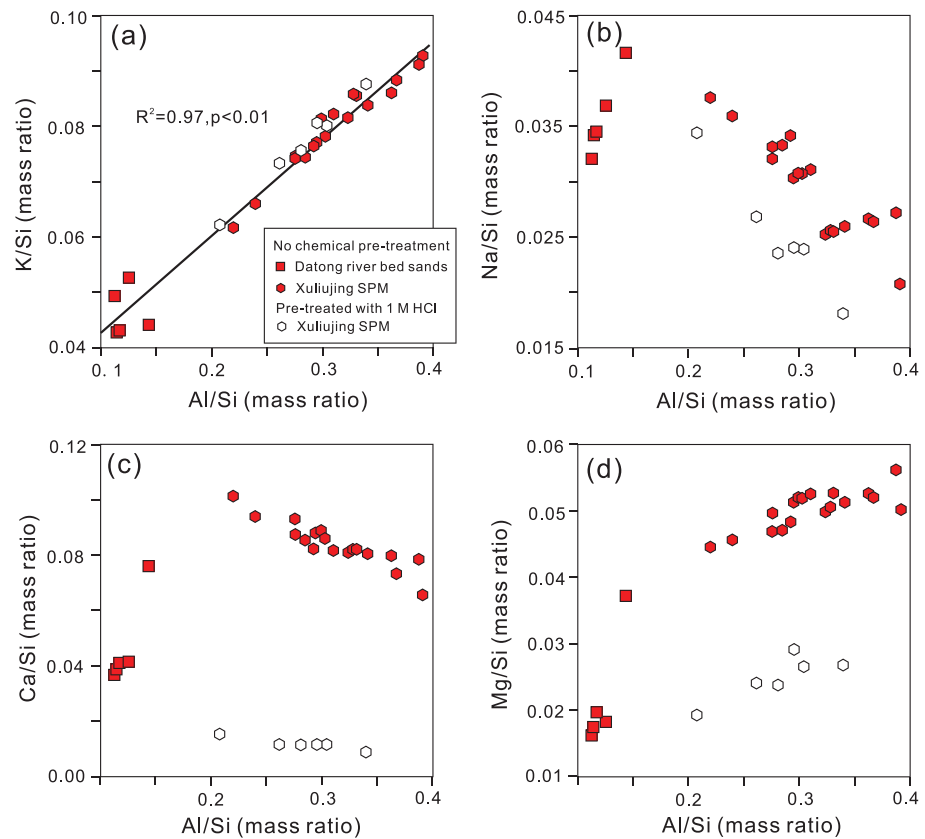 (a)
K/Si (mass ratio)
0.10
0.08
0.06
0.04
R²=0.97,p<0.01
No chemical pre-treatment
Datong river bed sands
Xuliujing SPM
Pre-treated with 1 M HCl
Xuliujing SPM
0.1
0.2
0.3
0.4
Al/Si (mass ratio)
(b)
Na/Si (mass ratio)
0.045
0.035
0.025
0.015
0.2
0.3
0.4
Al/Si (mass ratio)
(c)
Ca/Si (mass ratio)
0.12
0.08
0.04
0.00
0.2
0.3
0.4
Al/Si (mass ratio)
(d)
Mg/Si (mass ratio)
0.06
0.05
0.04
0.03
0.02
0.01
0.2
0.3
0.4
Al/Si (mass ratio)